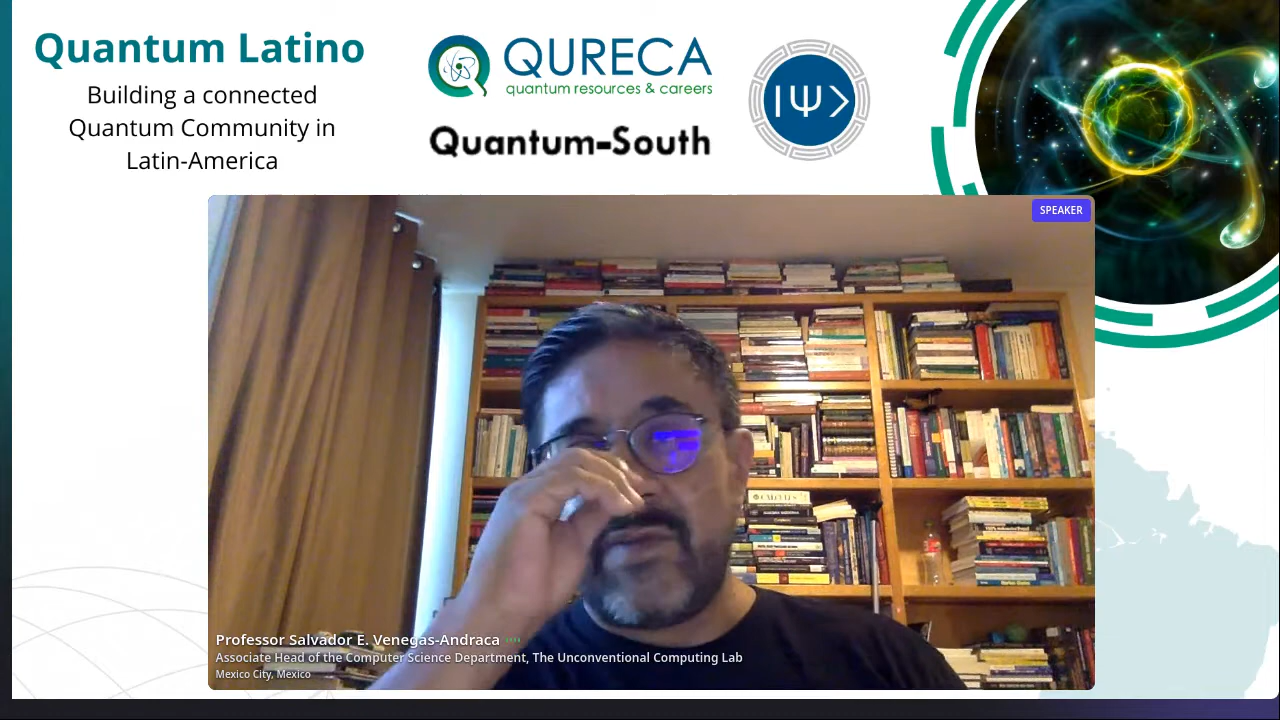 Quantum Latino
Building a connected
Quantum Community in
Latin-America
QURECA
quantum resources & careers
Quantum-South
|Ψ>
SPEAKER
CALCULUS
Professor Salvador E. Venegas-Andraca
Associate Head of the Computer Science Department, The Unconventional Computing Lab
Mexico City, Mexico